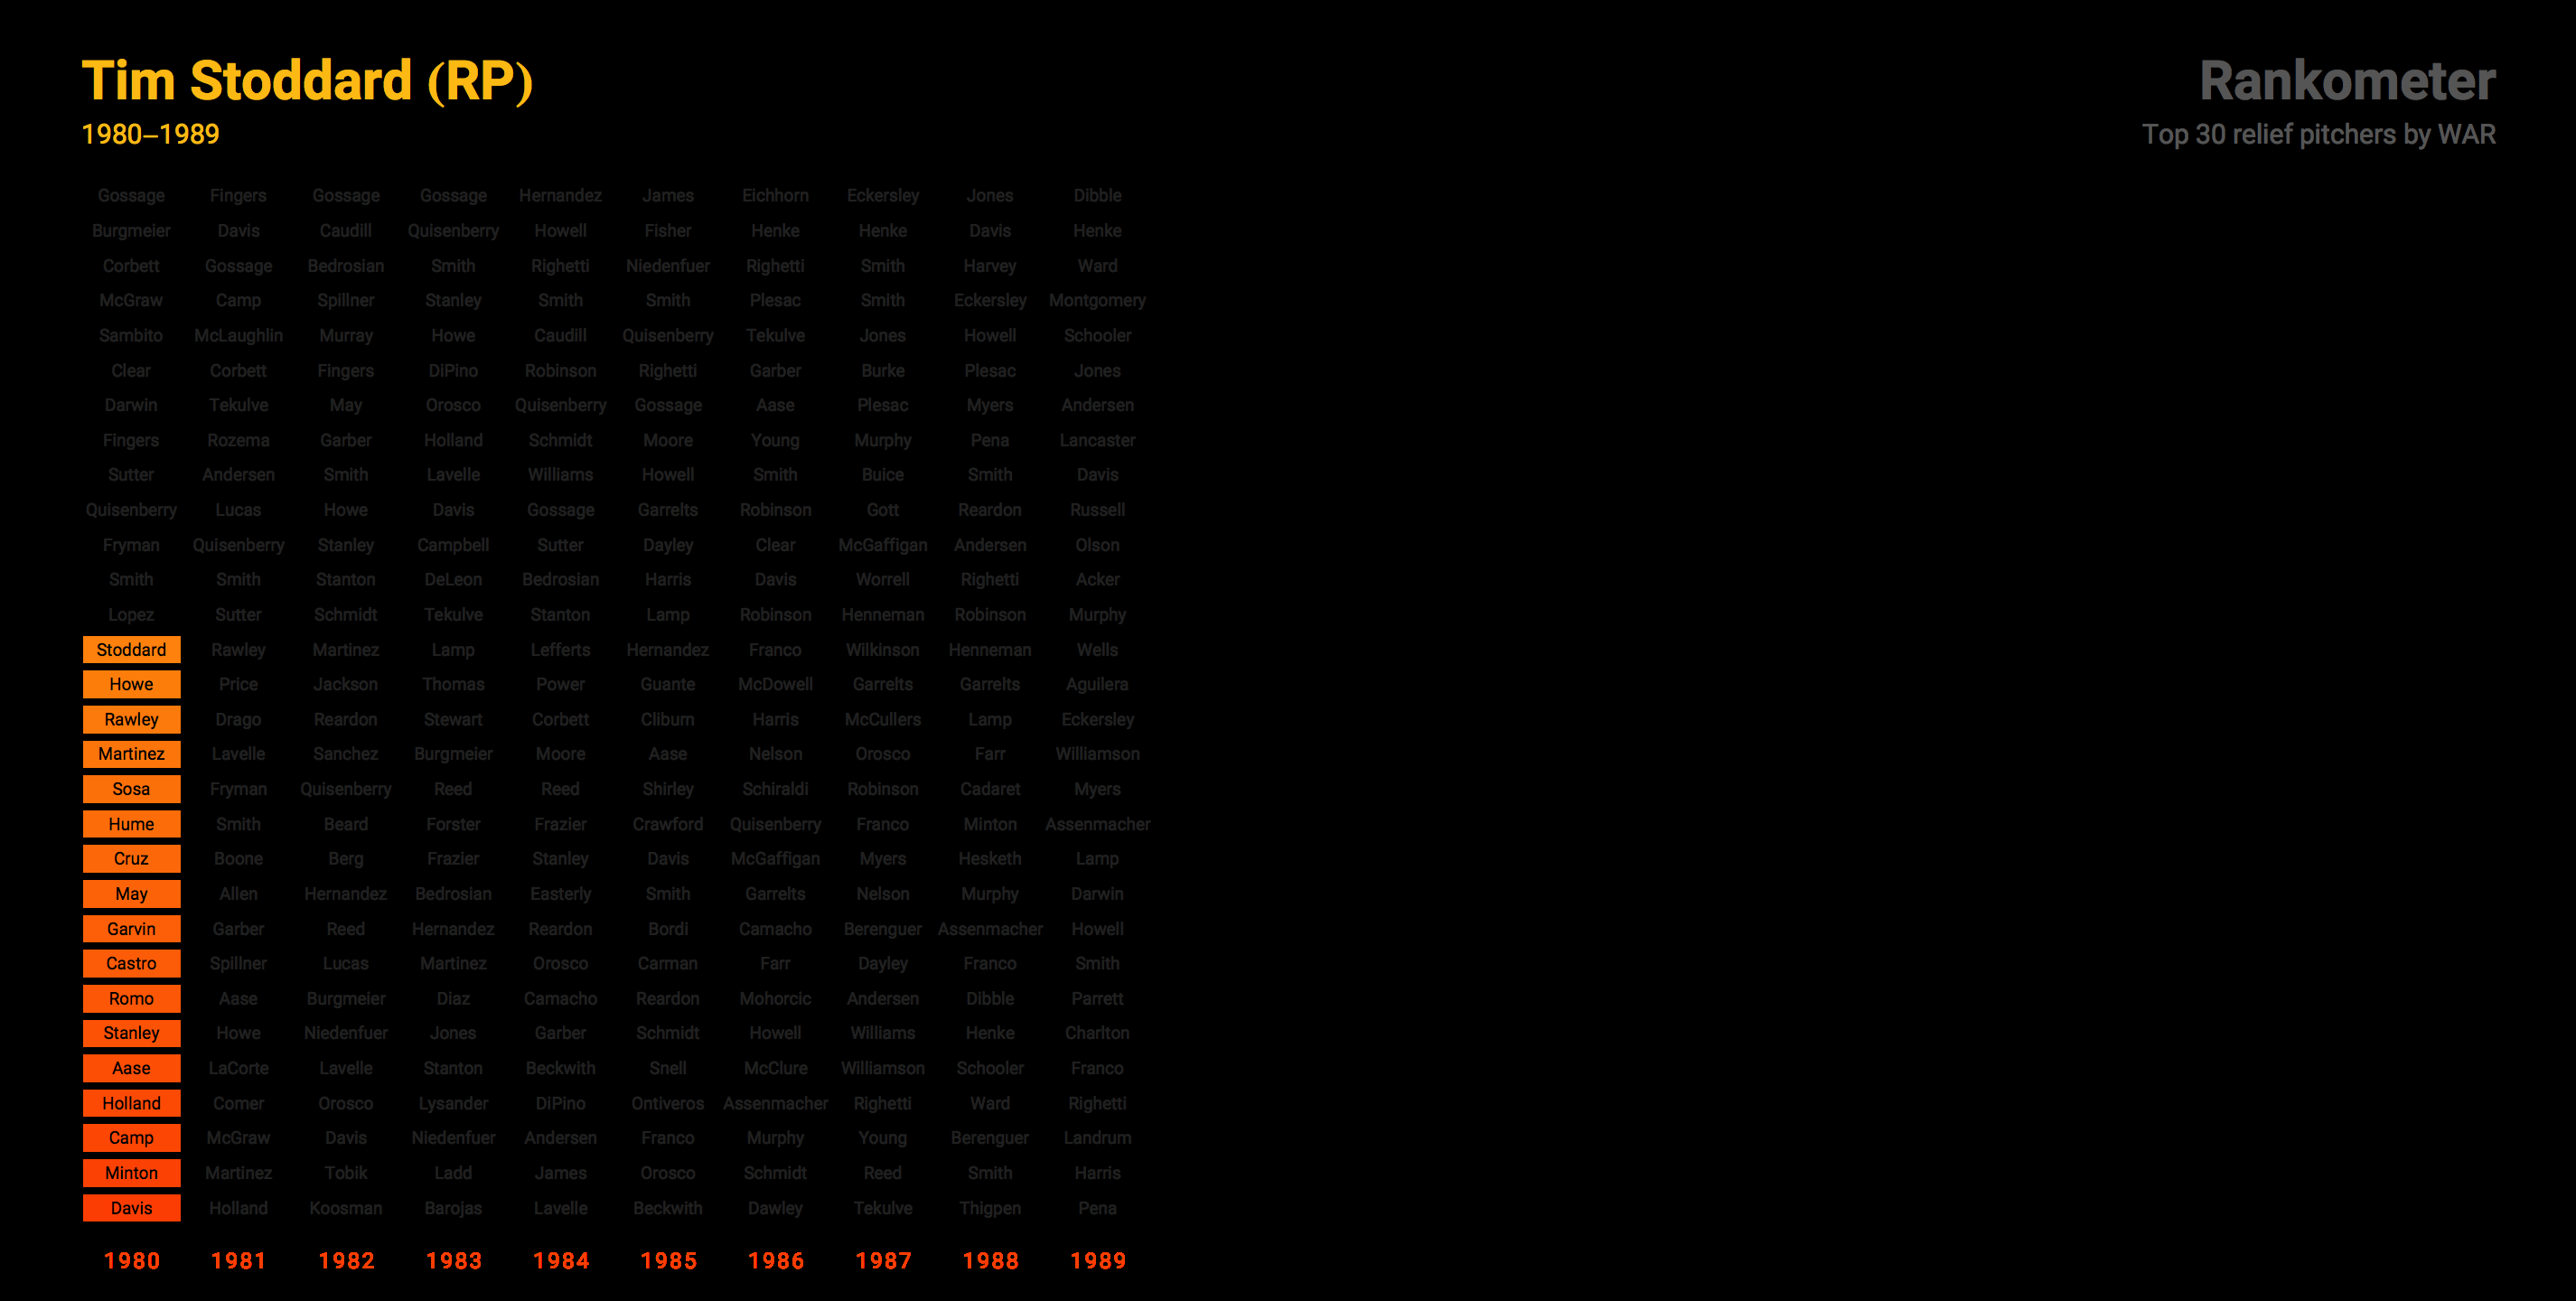 Tim Stoddard (RP)
1980–1989
Rankometer
Top 30 relief pitchers by WAR
Gossage Fingers Gossage Gossage Hernandez James Eichhorn Eckersley Jones Dibble
Burgmeier Davis Caudill Quisenberry Howell Fisher Henke Henke Davis Henke
Corbett Gossage Bedrosian Smith Righetti Niedenfuer Righetti Smith Harvey Ward
McGraw Camp Spillner Stanley Smith Smith Plesac Smith Eckersley Montgomery
Sambito McLaughlin Murray Howe Caudill Quisenberry Tekulve Jones Howell Schooler
Clear Corbett Fingers DiPino Robinson Righetti Garber Burke Plesac Jones
Darwin Tekulve May Orosco Quisenberry Gossage Aase Plesac Myers Andersen
Fingers Rozema Garber Holland Schmidt Moore Young Murphy Pena Lancaster
Sutter Andersen Smith Lavelle Williams Howell Smith Buice Smith Davis
Quisenberry Lucas Howe Davis Gossage Garrelts Robinson Gott Reardon Russell
Fryman Quisenberry Stanley Campbell Sutter Dayley Clear McGaffigan Andersen Olson
Smith Smith Stanton DeLeon Bedrosian Harris Davis Worrell Righetti Acker
Lopez Sutter Schmidt Tekulve Stanton Lamp Robinson Henneman Robinson Murphy
Stoddard Rawley Martinez Lamp Lefferts Hernandez Franco Wilkinson Henneman Wells
Howe Price Jackson Thomas Power Guante McDowell Garrelts Garrelts Aguilera
Rawley Drago Reardon Stewart Corbett Cliburn Harris McCullers Lamp Eckersley
Martinez Lavelle Sanchez Burgmeier Moore Aase Nelson Orosco Farr Williamson
Sosa Fryman Quisenberry Reed Reed Shirley Schiraldi Robinson Cadaret Myers
Hume Smith Beard Forster Frazier Crawford Quisenberry Franco Minton Assenmacher
Cruz Boone Berg Frazier Stanley Davis McGaffigan Myers Hesketh Lamp
May Allen Hernandez Bedrosian Easterly Smith Garrelts Nelson Murphy Darwin
Garvin Garber Reed Hernandez Reardon Bordi Camacho Berenguer Assenmacher Howell
Castro Spillner Lucas Martinez Orosco Carman Farr Dayley Franco Smith
Romo Aase Burgmeier Diaz Camacho Reardon Mohorcic Andersen Dibble Parrett
Stanley Howe Niedenfuer Jones Garber Schmidt Howell Williams Henke Charlton
Aase LaCorte Lavelle Stanton Beckwith Snell McClure Williamson Schooler Franco
Holland Comer Orosco Lysander DiPino Ontiveros Assenmacher Righetti Ward Righetti
Camp McGraw Davis Niedenfuer Andersen Franco Murphy Young Berenguer Landrum
Minton Martinez Tobik Ladd James Orosco Schmidt Reed Smith Harris
Davis Holland Koosman Barojas Lavelle Beckwith Dawley Tekulve Thigpen Pena
1980 1981 1982 1983 1984 1985 1986 1987 1988 1989